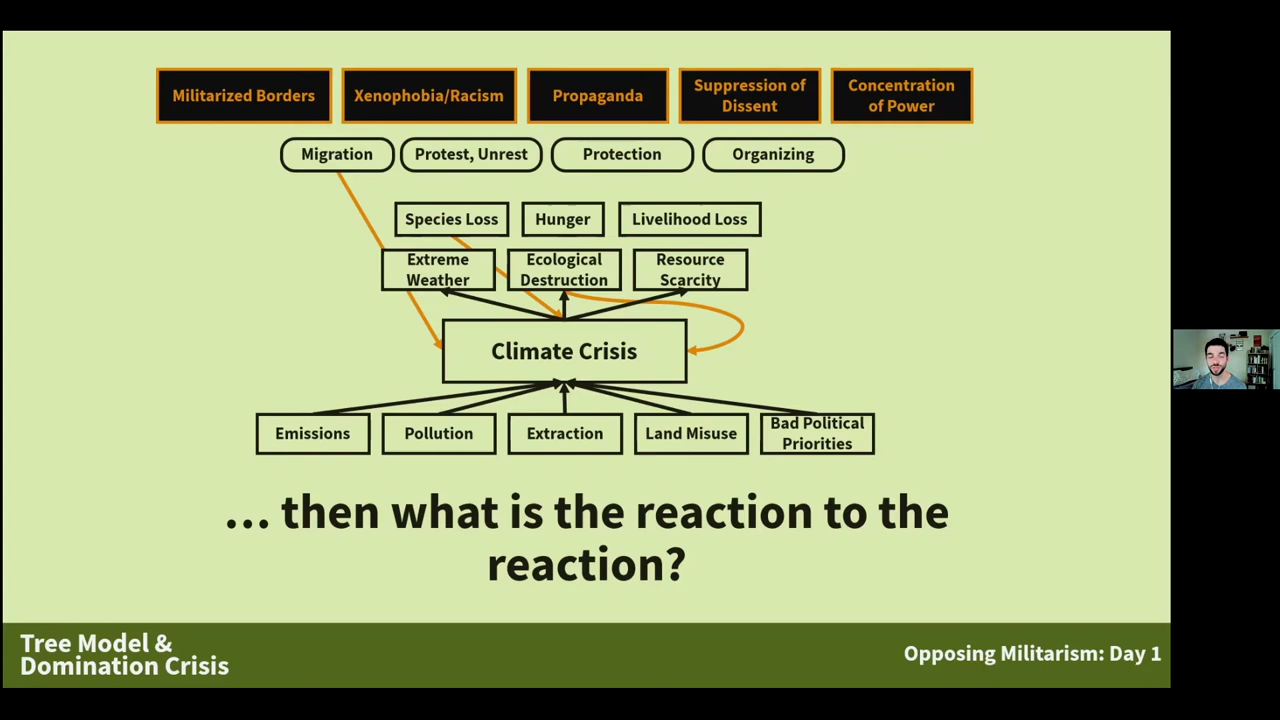 Militarized Borders
Xenophobia/Racism
Propaganda
Suppression of
Dissent
Concentration
of Power
Migration
Protest, Unrest
Protection
Organizing
Species Loss
Hunger
Livelihood Loss
Extreme
Weather
Ecological
Destruction
Resource
Scarcity
Climate Crisis
Emissions
Pollution
Extraction
Land Misuse
Bad Political
Priorities
... then what is the reaction to the
reaction?
Tree Model &
Domination Crisis
Opposing Militarism: Day 1